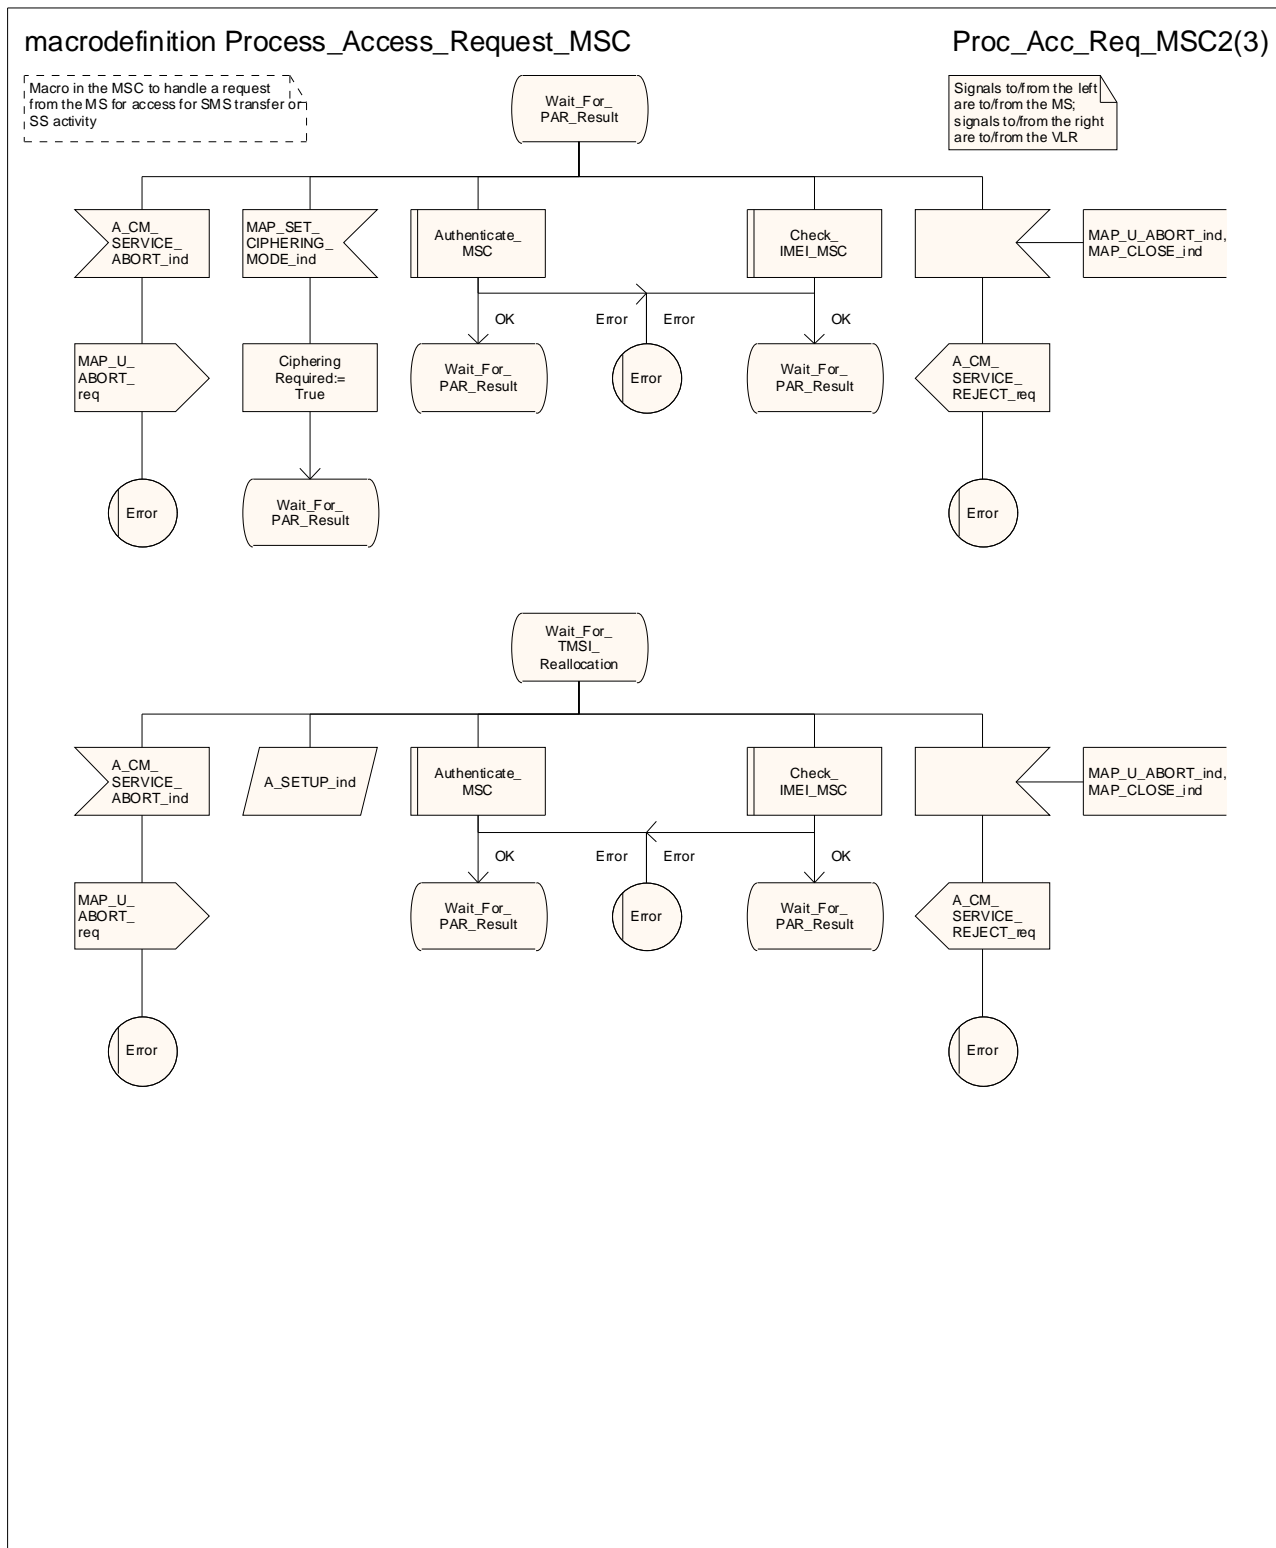 macrodefinition Process_Access_Request_MSC
Proc_Acc_Req_MSC2(3)
Macro in the MSC to handle a request
from the MS for access for SMS transfer or
SS activity
Wait_For_
PAR_Result
Signals to/from the left
are to/from the MS;
signals to/from the right
are to/from the VLR
A_CM_
SERVICE_
ABORT_ind
MAP_SET_
CIPHERING_
MODE_ind
Authenticate_
MSC
Check_
IMEI_MSC
MAP_U_ABORT_ind,
MAP_CLOSE_ind
OK
Error
Error
OK
MAP_U_
ABORT_
req
Ciphering
Required:=
True
Wait_For_
PAR_Result
Error
Wait_For_
PAR_Result
A_CM_
SERVICE_
REJECT_req
Error
Wait_For_
PAR_Result
Error
Wait_For_
TMSI_
Reallocation
A_CM_
SERVICE_
ABORT_ind
A_SETUP_ind
Authenticate_
MSC
Check_
IMEI_MSC
MAP_U_ABORT_ind,
MAP_CLOSE_ind
OK
Error
Error
OK
MAP_U_
ABORT_
req
Wait_For_
PAR_Result
Error
Wait_For_
PAR_Result
A_CM_
SERVICE_
REJECT_req
Error
Error